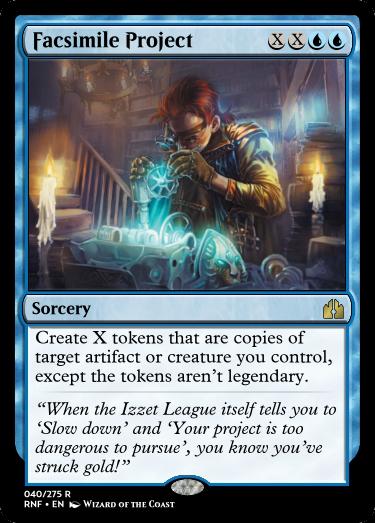 Facsimile Project XXUU
Sorcery
Create X tokens that are copies of
target artifact or creature you control,
except the tokens aren't legendary.
“When the Izzet League itself tells you to
‘Slow down’ and ‘Your project is too
dangerous to pursue’, you know you’ve
struck gold!”
040/275 R
RNF • EN Wizard of the Coast